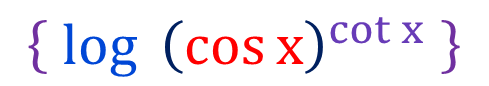 { log (cos x)^{cot x} }